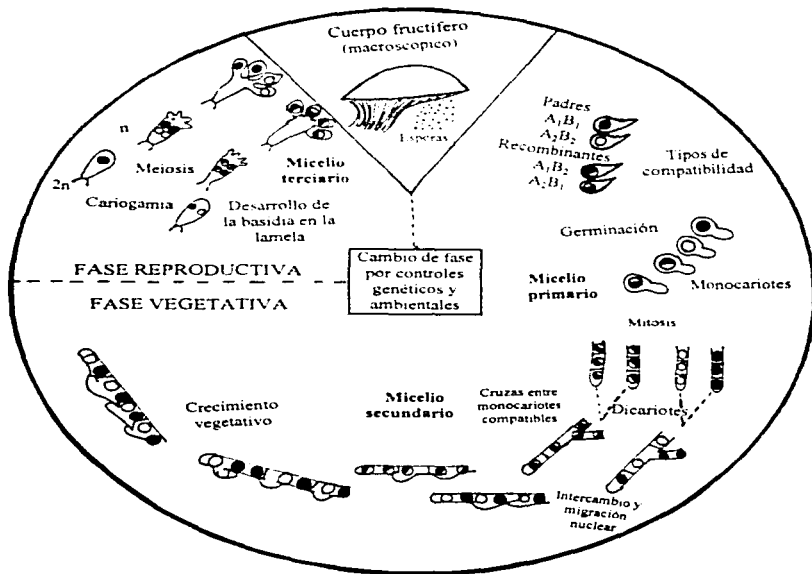 Cuerpo fructífero
(macroscopico)
Esporas
n
Meiosis
2n
Cariogamia
Micelio
terciario
Desarrollo de
la basidia en la
lamela
Padres
A₁B₁
A₂B₂
Recombinantes
A₁B₂
A₂B₁
Tipos de
compatibilidad
Germinación
Micelio
primario
Monocariotes
Mitosis
FASE REPRODUCTIVA
FASE VEGETATIVA
Cambio de fase
por controles
genéticos y
ambientales
Crecimiento
vegetativo
Micelio
secundario
Cruzas entre
monocariotes
compatibles
Dicariotes
Intercambio y
migración
nuclear